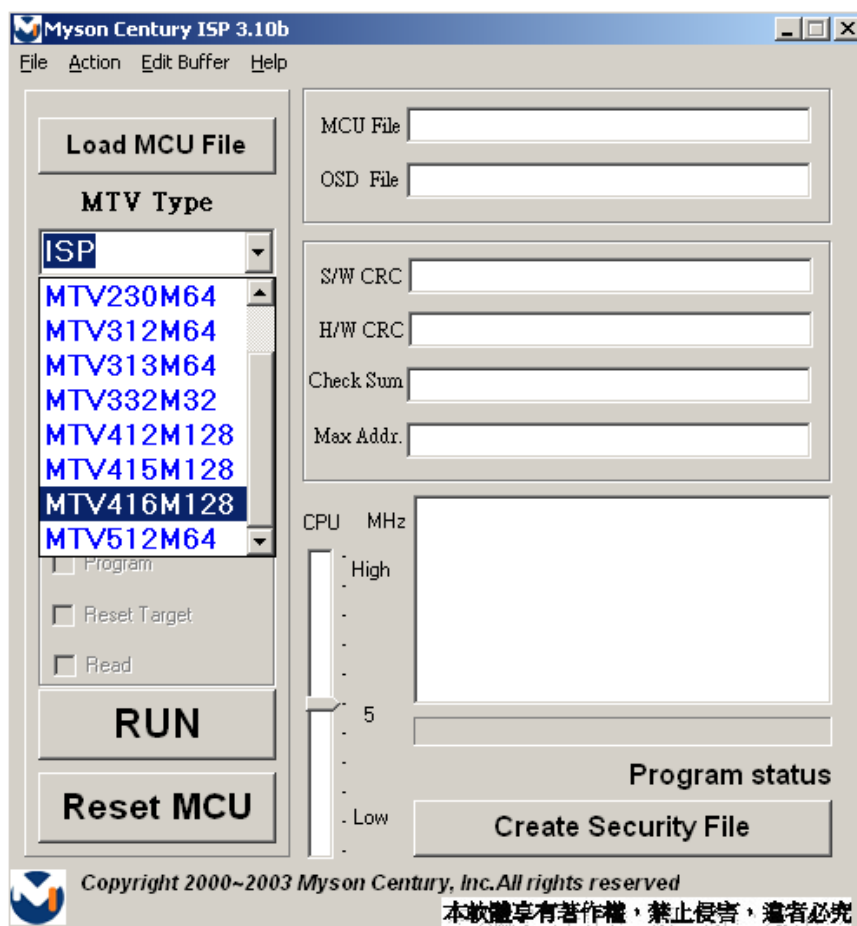 Myson Century ISP 3.10b
File Action Edit Buffer Help
Load MCU File
MTV Type
ISP
MTV230M64
MTV312M64
MTV313M64
MTV332M32
MTV412M128
MTV415M128
MTV416M128
MTV512M64
Program
Reset Target
Read
RUN
Reset MCU
MCU File
OSD File
S/W CRC
H/W CRC
Check Sum
Max Addr.
CPU MHz
High
5
Low
Program status
Create Security File
Copyright 2000~2003 Myson Century, Inc.All rights reserved
本軟體享有著作權，禁止侵害，違者必究